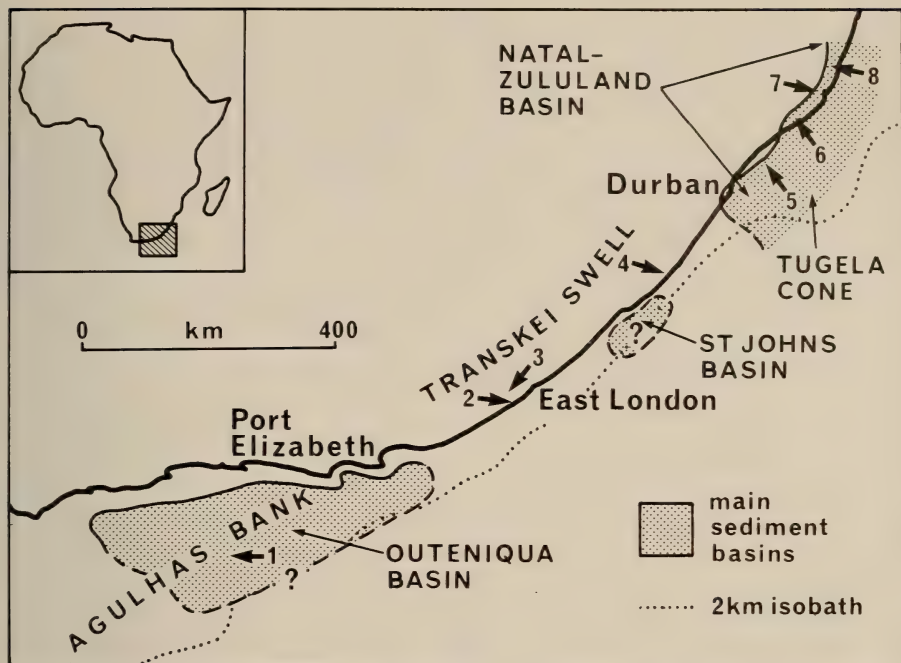 NATAL-
ZULULAND
BASIN
7
8
6
Durban
5
TUGELA
CONE
4
0 km 400
TRANSKEI SWELL
?
ST JOHNS
BASIN
3
2
East London
Port
Elizabeth
AGULHAS BANK
1
?
OUTENIQUA
BASIN
main
sediment
basins
2km isobath